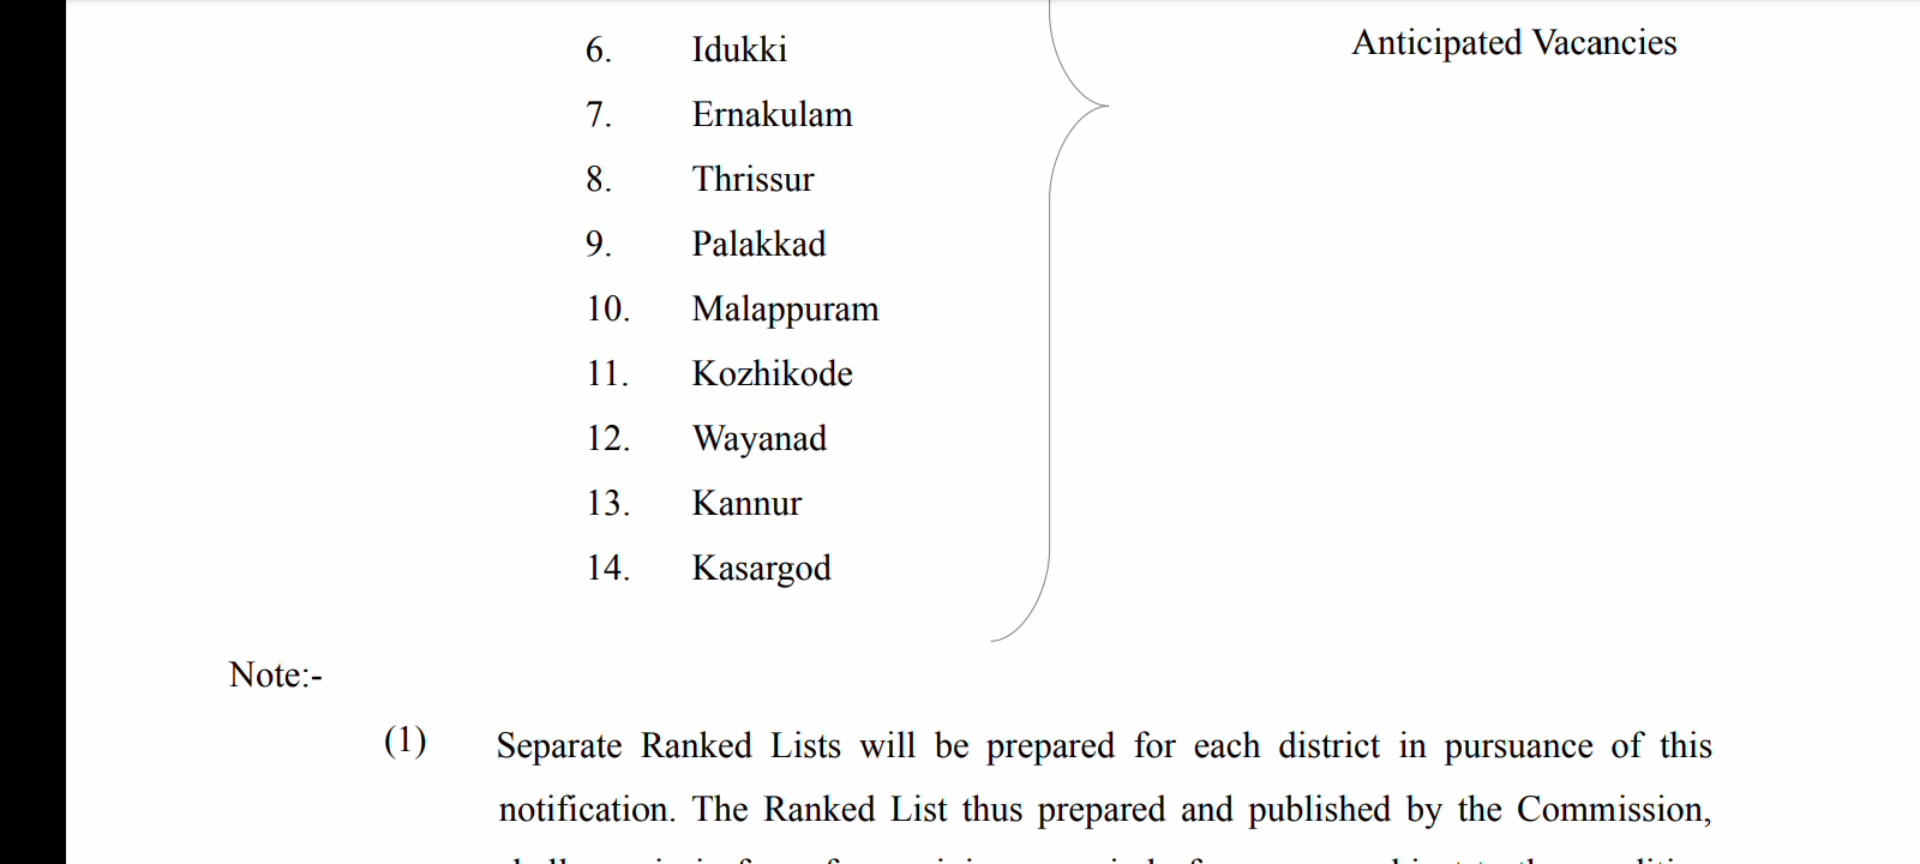 6. Idukki
Anticipated Vacancies
7. Ernakulam
8. Thrissur
9. Palakkad
10. Malappuram
11. Kozhikode
12. Wayanad
13. Kannur
14. Kasargod
Note:-
(1) Separate Ranked Lists will be prepared for each district in pursuance of this
notification. The Ranked List thus prepared and published by the Commission,